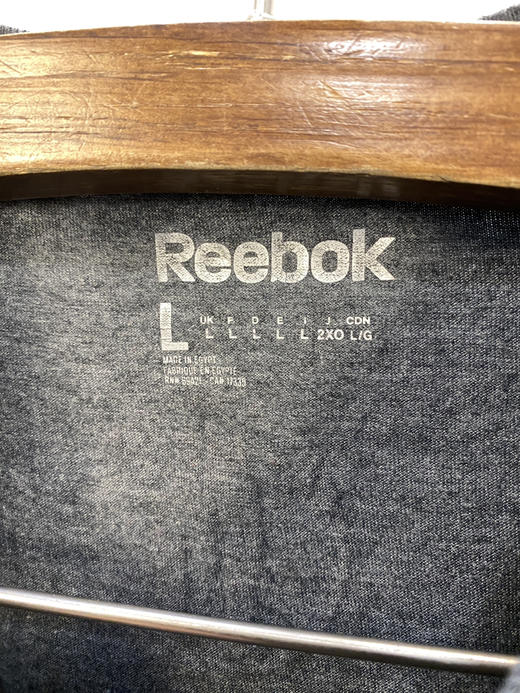 Reebok
L UK F D E I J CDN
L L L L L 2XO L/G
MADE IN EGYPT
FABRIQUE EN EGYPTE